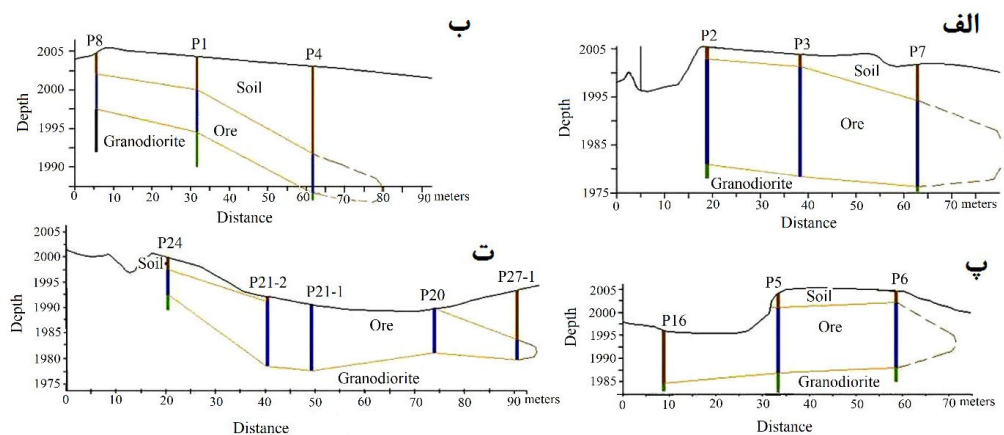 ب
P8
P1
P4
2005
2000
1995
1990
Depth
Soil
Ore
Granodiorite
0 10 20 30 40 50 60 70 80 90 meters
Distance
الف
P2
P3
P7
2005
1995
1985
1975
Depth
Soil
Ore
Granodiorite
0 10 20 30 40 50 60 70 meters
Distance
ت
P24
P21-2
P21-1
P20
P27-1
2005
2000
1995
1990
1985
1980
1975
Depth
Soil
Ore
Granodiorite
0 10 20 30 40 50 60 70 80 90 meters
Distance
پ
P16
P5
P6
2005
2000
1995
1990
1985
Depth
Soil
Ore
Granodiorite
0 10 20 30 40 50 60 70 meters
Distance